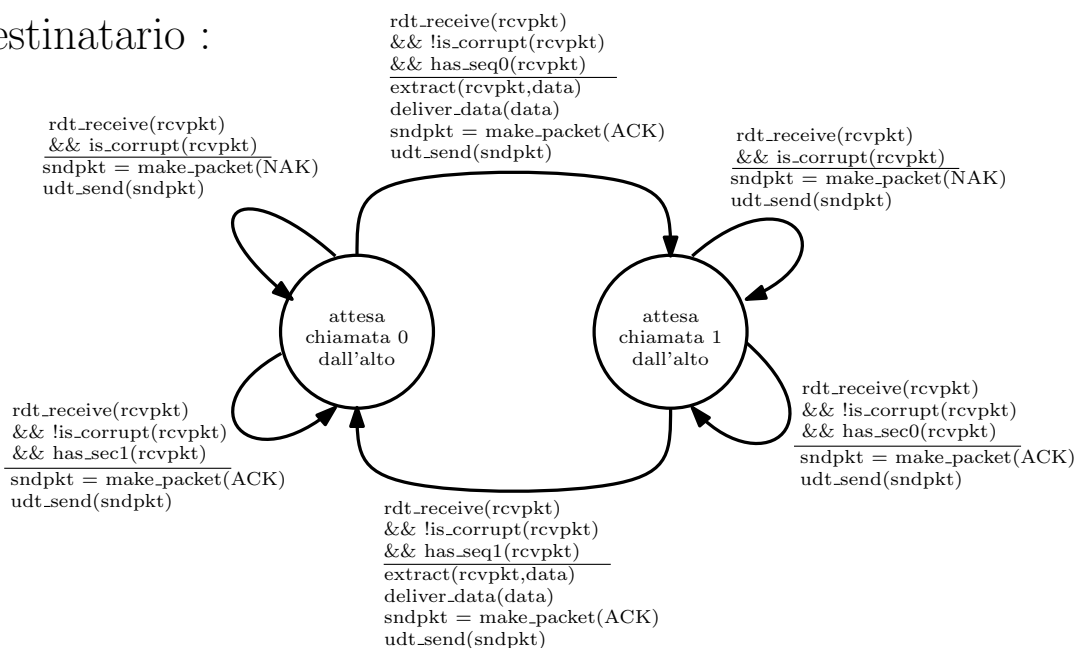 estinatario :
rdt_receive(rcvpkt)
&& !is_corrupt(rcvpkt)
&& has_seq0(rcvpkt)
extract(rcvpkt,data)
deliver_data(data)
sndpkt = make_packet(ACK)
udt_send(sndpkt)
rdt_receive(rcvpkt)
&& is_corrupt(rcvpkt)
sndpkt = make_packet(NAK)
udt_send(sndpkt)
rdt_receive(rcvpkt)
&& is_corrupt(rcvpkt)
sndpkt = make_packet(NAK)
udt_send(sndpkt)
attesa
chiamata 0
dall'alto
attesa
chiamata 1
dall'alto
rdt_receive(rcvpkt)
&& !is_corrupt(rcvpkt)
&& has_sec1(rcvpkt)
sndpkt = make_packet(ACK)
udt_send(sndpkt)
rdt_receive(rcvpkt)
&& !is_corrupt(rcvpkt)
&& has_sec0(rcvpkt)
sndpkt = make_packet(ACK)
udt_send(sndpkt)
rdt_receive(rcvpkt)
&& !is_corrupt(rcvpkt)
&& has_seq1(rcvpkt)
extract(rcvpkt,data)
deliver_data(data)
sndpkt = make_packet(ACK)
udt_send(sndpkt)